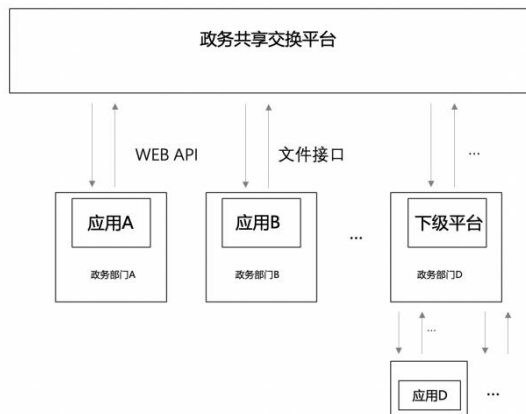 政务共享交换平台
WEB API
文件接口
...
应用A
应用B
下级平台
...
政务部门A
政务部门B
政务部门D
...
应用D
...